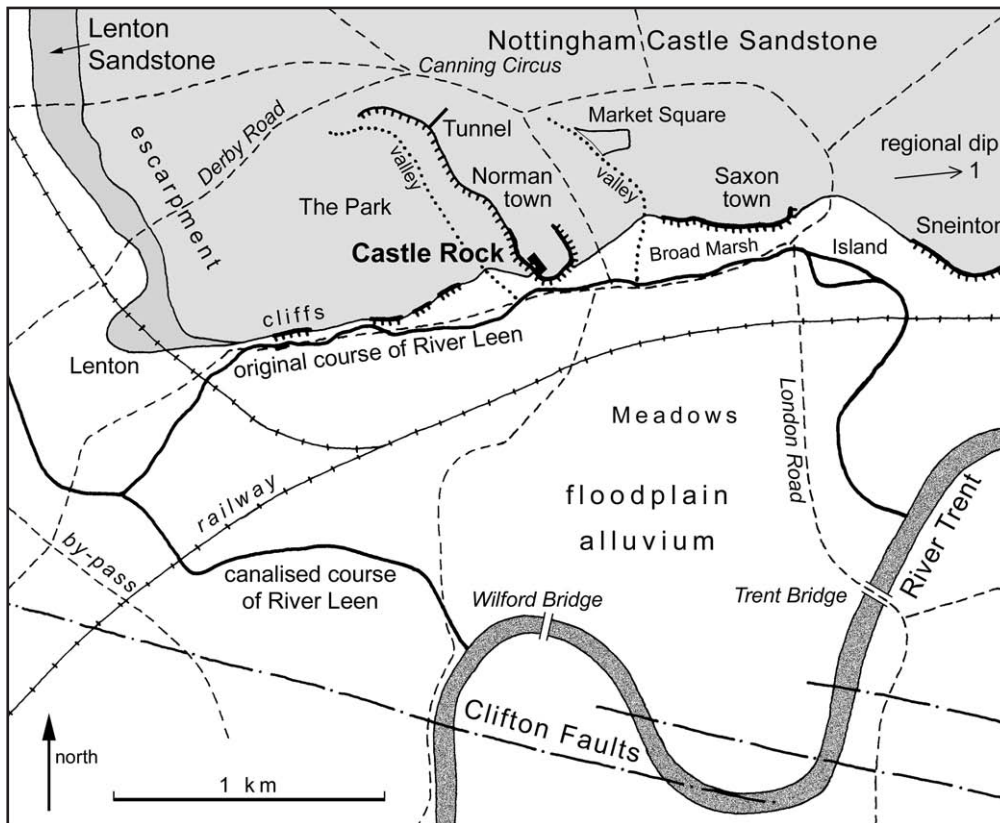 Lenton
Sandstone
Nottingham Castle Sandstone
Canning Circus
escarpment
Derby Road
Tunnel
Market Square
regional dip
1
valley
Norman
town
valley
Saxon
town
The Park
Sneinton
Castle Rock
Broad Marsh
Island
cliffs
original course of River Leen
Lenton
Meadows
London Road
railway
floodplain
alluvium
River Trent
by-pass
canalised course
of River Leen
Wilford Bridge
Trent Bridge
Clifton Faults
north
1 km